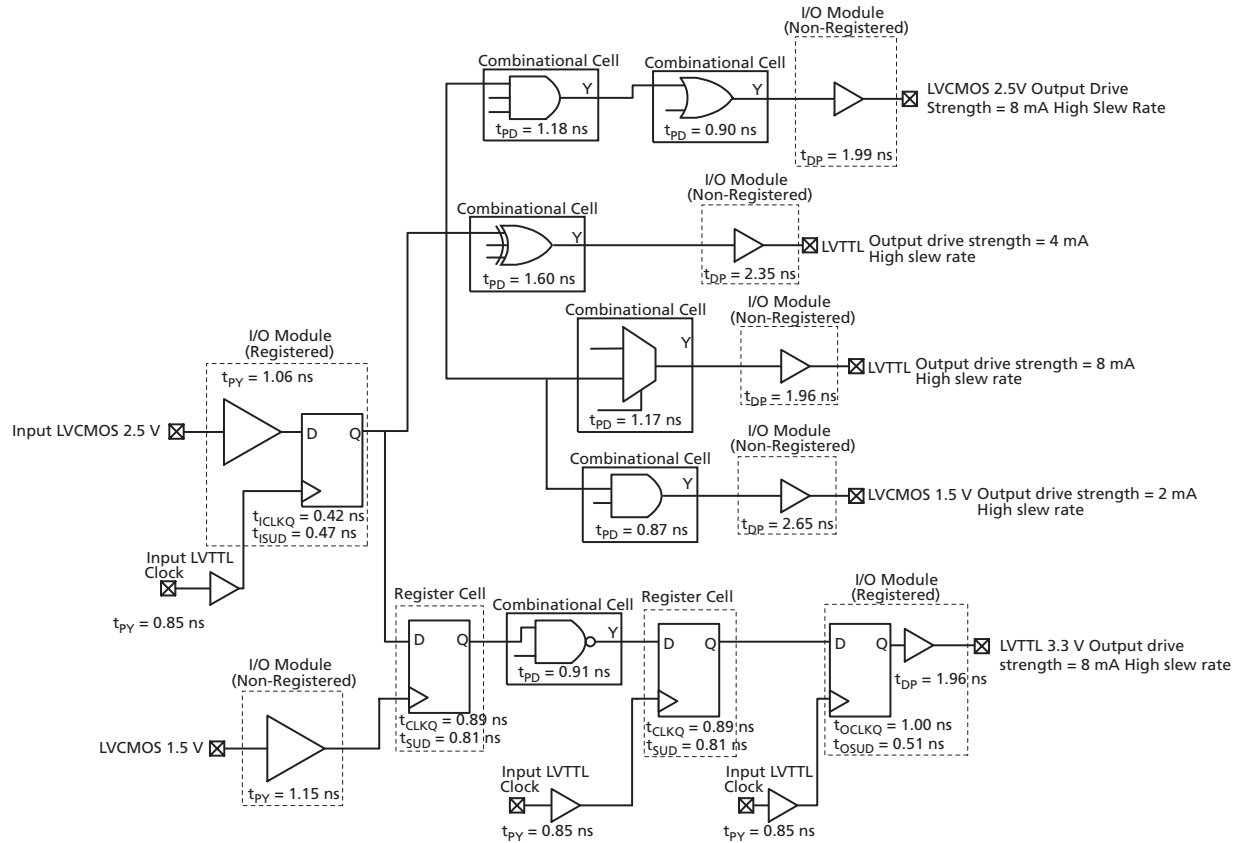 I/O Module
(Non-Registered)
Combinational Cell
Y
tPD = 1.18 ns
Combinational Cell
Y
tPD = 0.90 ns
tDP = 1.99 ns
LVCMOS 2.5V Output Drive
Strength = 8 mA High Slew Rate
I/O Module
(Non-Registered)
Combinational Cell
Y
tPD = 1.60 ns
tDP = 2.35 ns
LVTTL
Output drive strength = 4 mA
High slew rate
I/O Module
(Non-Registered)
Combinational Cell
Y
tPD = 1.17 ns
tDP = 1.96 ns
LVTTL
Output drive strength = 8 mA
High slew rate
I/O Module
(Registered)
tPY = 1.06 ns
Input LVCMOS 2.5 V
D
Q
tICLKQ = 0.42 ns
tISUD = 0.47 ns
Input LVTTL
Clock
tPY = 0.85 ns
I/O Module
(Non-Registered)
Combinational Cell
Y
tPD = 0.87 ns
tDP = 2.65 ns
LVCMOS 1.5 V
Output drive strength = 2 mA
High slew rate
I/O Module
(Non-Registered)
LVCMOS 1.5 V
tPY = 1.15 ns
Register Cell
D
Q
tCLKQ = 0.89 ns
tSUD = 0.81 ns
Combinational Cell
Y
tPD = 0.91 ns
Register Cell
D
Q
tCLKQ = 0.89 ns
tSUD = 0.81 ns
Input LVTTL
Clock
tPY = 0.85 ns
I/O Module
(Registered)
D
Q
tDP = 1.96 ns
tOCLKQ = 1.00 ns
tOSUD = 0.51 ns
Input LVTTL
Clock
tPY = 0.85 ns
LVTTL 3.3 V Output drive
strength = 8 mA High slew rate